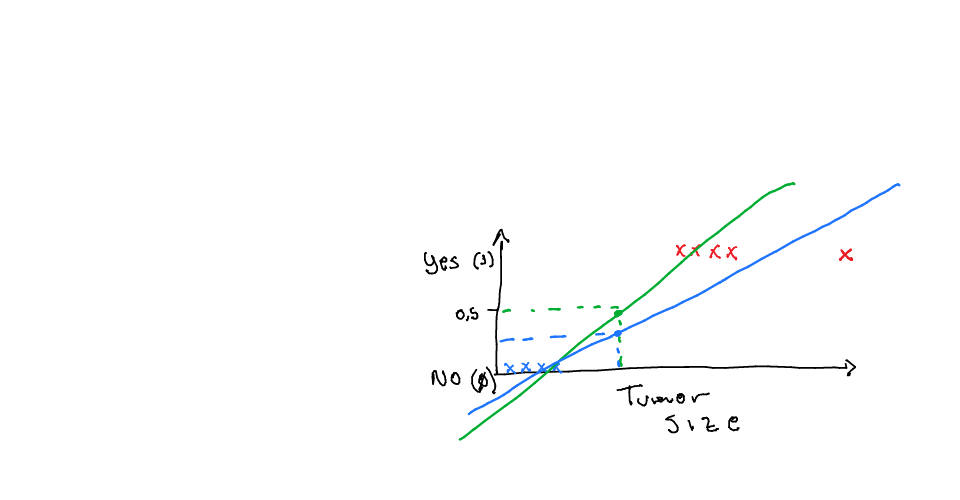 Yes (1)
0,5
NO (0)
Tumor
size